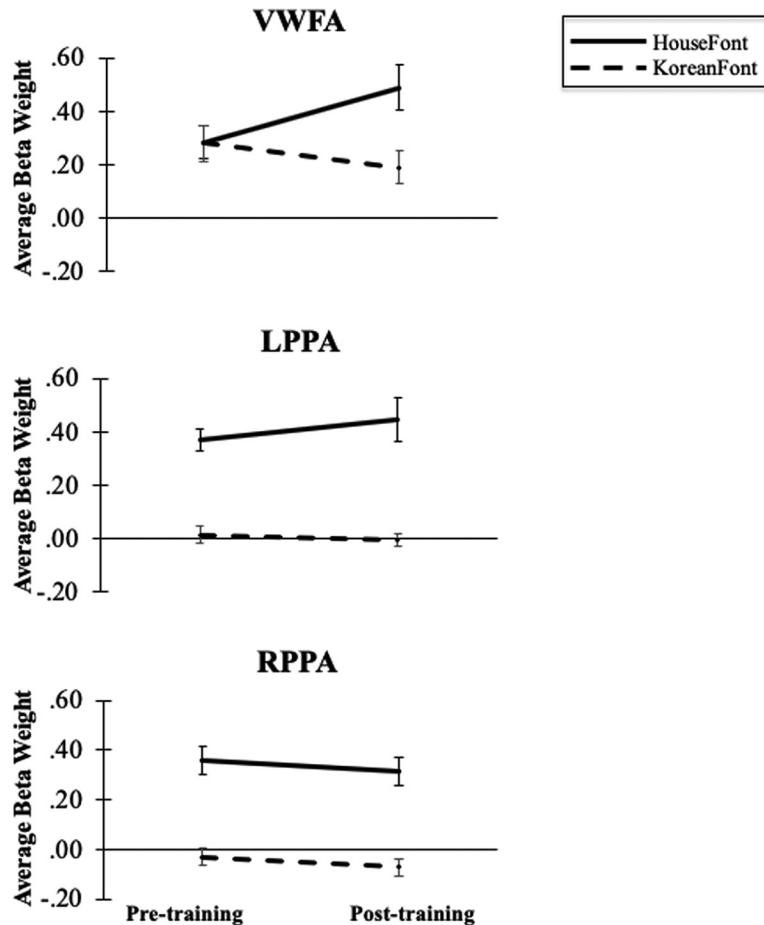 VWFA
HouseFont
KoreanFont
Average Beta Weight
.60
.40
.20
.00
-.20
LPPA
Average Beta Weight
.60
.40
.20
.00
-.20
RPPA
Average Beta Weight
.60
.40
.20
.00
-.20
Pre-training Post-training